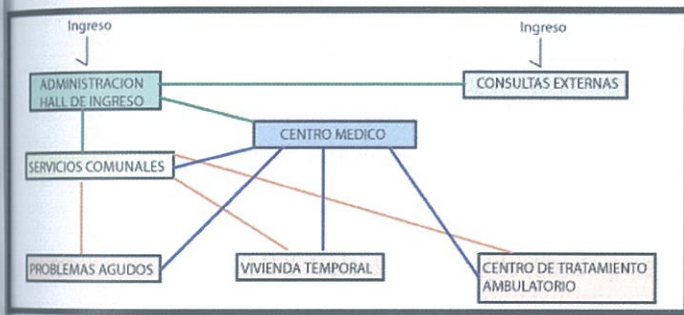 Ingreso
Ingreso
ADMINISTRACION
HALL DE INGRESO
CONSULTAS EXTERNAS
CENTRO MEDICO
SERVICIOS COMUNALES
PROBLEMAS AGUDOS
VIVIENDA TEMPORAL
CENTRO DE TRATAMIENTO
AMBULATORIO